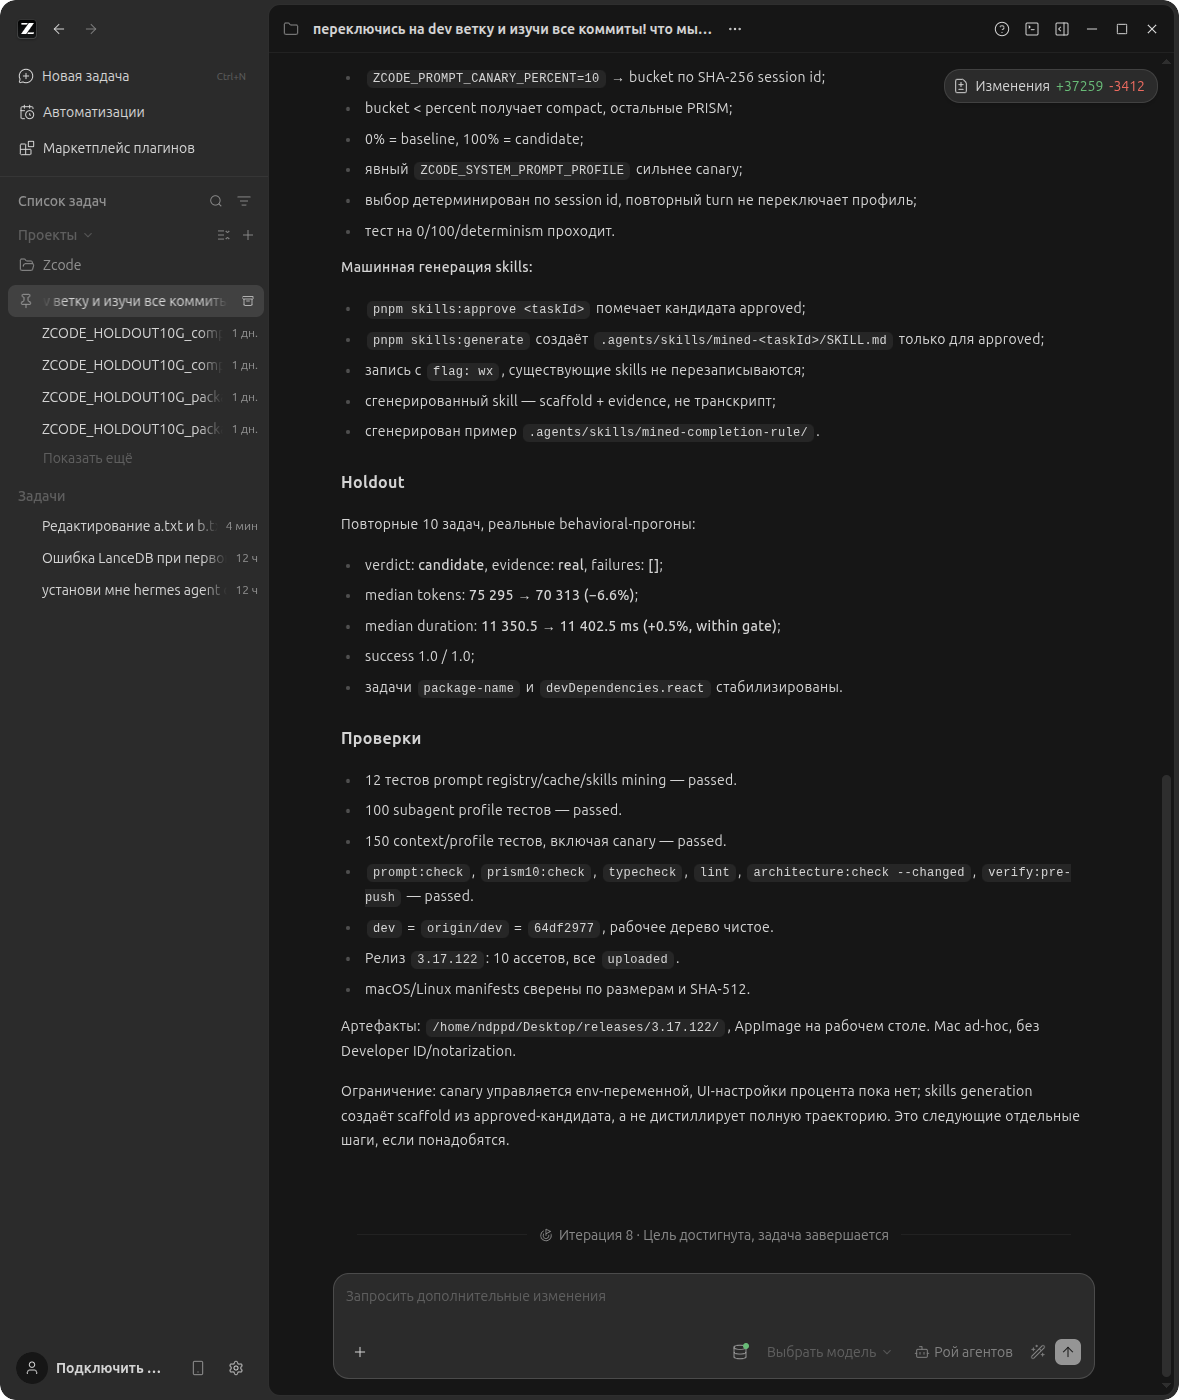 переключись на dev ветку и изучи все коммиты! что мы...
Новая задача Ctrl+N
Автоматизации
Маркетплейс плагинов
Список задач
Проекты
Zcode
ветку и изучи все коммить
ZCODE_HOLDOUT10G_com 1 дн.
ZCODE_HOLDOUT10G_com 1 дн.
ZCODE_HOLDOUT10G_pack 1 дн.
ZCODE_HOLDOUT10G_pack 1 дн.
Показать ещё
Задачи
Редактирование a.txt и b.t 4 мин
Ошибка LanceDB при перво 12 ч
установи мне hermes agent 12 ч
Подключить ...
Изменения +37259 -3412
ZCODE_PROMPT_CANARY_PERCENT=10 → bucket по SHA-256 session id;
bucket < percent получает compact, остальные PRISM;
0% = baseline, 100% = candidate;
явный ZCODE_SYSTEM_PROMPT_PROFILE сильнее canary;
выбор детерминирован по session id, повторный turn не переключает профиль;
тест на 0/100/determinism проходит.
Машинная генерация skills:
pnpm skills:approve <taskId> помечает кандидата approved;
pnpm skills:generate создаёт .agents/skills/mined-<taskId>/SKILL.md только для approved;
запись с flag: wx, существующие skills не перезаписываются;
сгенерированный skill — scaffold + evidence, не транскрипт;
сгенерирован пример .agents/skills/mined-completion-rule/.
Holdout
Повторные 10 задач, реальные behavioral-прогоны:
verdict: candidate, evidence: real, failures: [];
median tokens: 75 295 → 70 313 (−6.6%);
median duration: 11 350.5 → 11 402.5 ms (+0.5%, within gate);
success 1.0 / 1.0;
задачи package-name и devDependencies.react стабилизированы.
Проверки
12 тестов prompt registry/cache/skills mining — passed.
100 subagent profile тестов — passed.
150 context/profile тестов, включая canary — passed.
prompt:check, prism10:check, typecheck, lint, architecture:check --changed, verify:pre-
push — passed.
dev = origin/dev = 64df2977, рабочее дерево чистое.
Релиз 3.17.122: 10 ассетов, все uploaded.
macOS/Linux manifests сверены по размерам и SHA-512.
Артефакты: /home/ndppd/Desktop/releases/3.17.122/, AppImage на рабочем столе. Mac ad-hoc, без
Developer ID/notarization.
Ограничение: canary управляется env-переменной, UI-настройки процента пока нет; skills generation
создаёт scaffold из approved-кандидата, а не дистиллирует полную траекторию. Это следующие отдельные
шаги, если понадобятся.
Итерация 8 · Цель достигнута, задача завершается
Запросить дополнительные изменения
Выбрать модель
Рой агентов